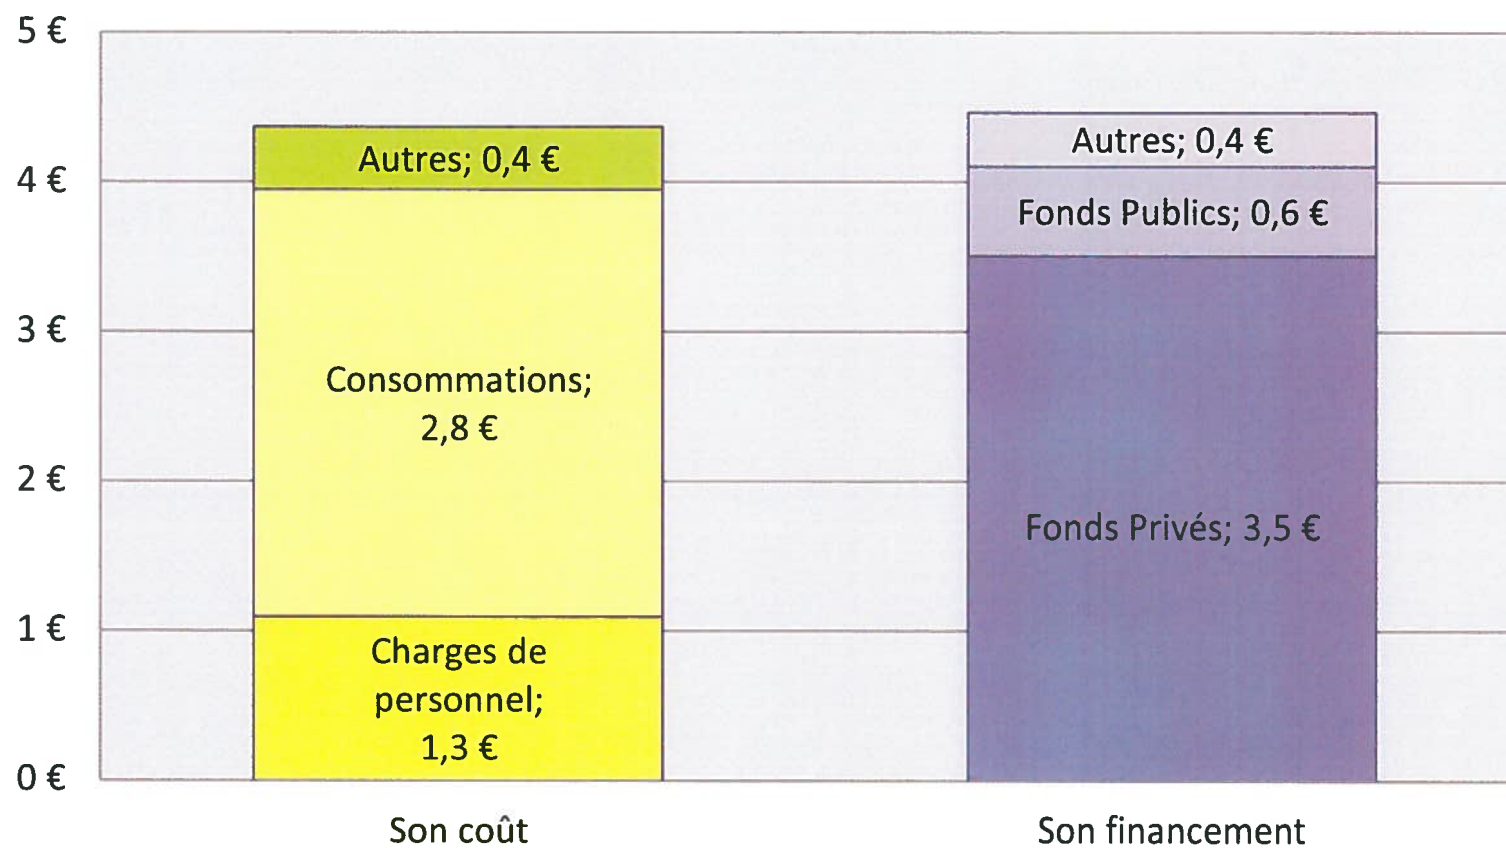 5 €
4 €
3 €
2 €
1 €
0 €
Autres; 0,4 €
Consommations;
2,8 €
Charges de
personnel;
1,3 €
Autres; 0,4 €
Fonds Publics; 0,6 €
Fonds Privés; 3,5 €
Son coût
Son financement